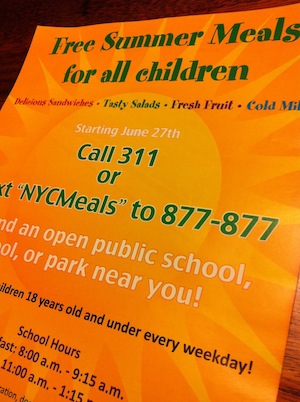 Free Summer Meals
for all children
Delicious Sandwiches • Tasty Salads • Fresh Fruit • Cold Mil
Starting June 27th
Call 311
or
xt "NYCMeals" to 877-877
nd an open public school,
ool, or park near you!
hildren 18 years old and under every weekday!
School Hours
fast: 8:00 a.m. - 9:15 a.m.
11:00 a.m. - 1:15